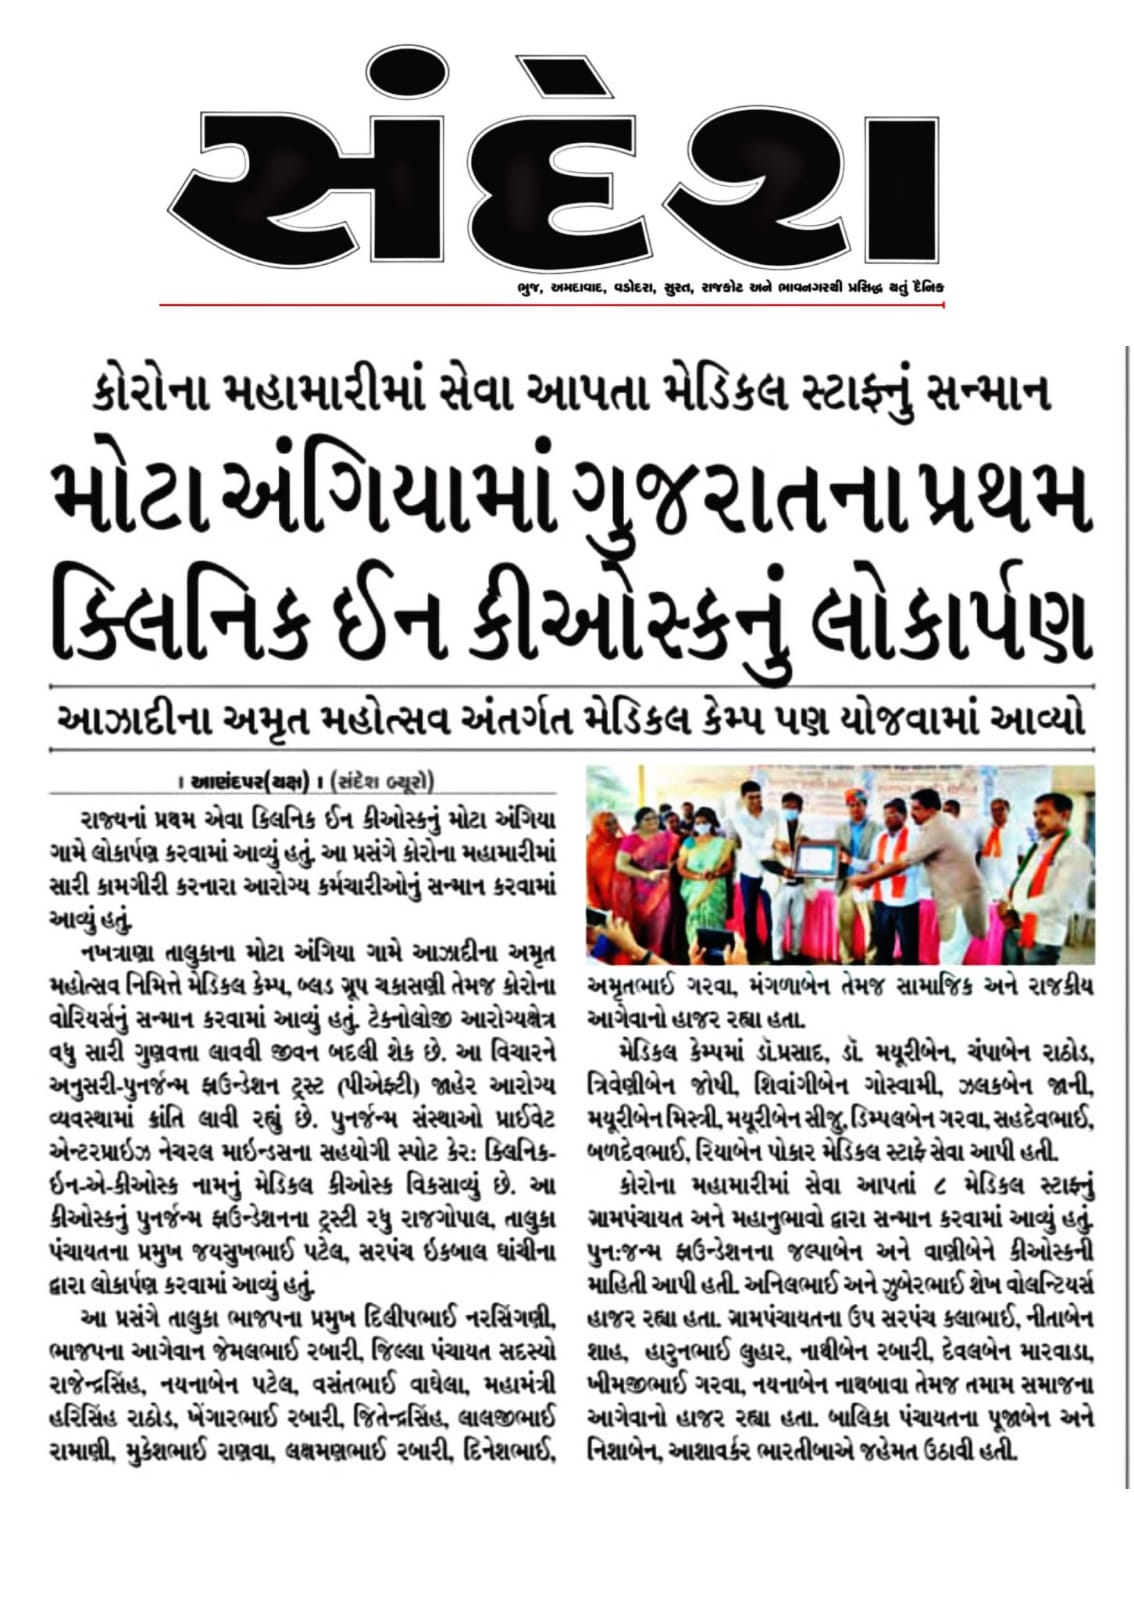 સંદેશ
ભુજ, અમદાવાદ, વડોદરા, સુરત, રાજકોટ અને ભાવનગરથી પ્રસિદ્ધ થતું દૈનિક
કોરોના મહામારીમાં સેવા આપતા મેડિકલ સ્ટાફનું સન્માન
મોટા અંગિયામાં ગુજરાતના પ્રથમ
ક્લિનિક ઈન કીઓસ્કનું લોકાર્પણ
આઝાદીના અમૃત મહોત્સવ અંતર્ગત મેડિકલ કેમ્પ પણ યોજવામાં આવ્યો
। આણંદપર(યક્ષ) । (સંદેશ બ્યૂરો)
રાજ્યનાં પ્રથમ એવા ક્લિનિક ઈન કીઓસ્કનું મોટા અંગિયા
ગામે લોકાર્પણ કરવામાં આવ્યું હતું. આ પ્રસંગે કોરોના મહામારીમાં
સારી કામગીરી કરનારા આરોગ્ય કર્મચારીઓનું સન્માન કરવામાં
આવ્યું હતું.
નખત્રાણા તાલુકાના મોટા અંગિયા ગામે આઝાદીના અમૃત
મહોત્સવ નિમિત્તે મેડિકલ કેમ્પ, બ્લડ ગ્રૂપ ચકાસણી તેમજ કોરોના
વોરિયર્સનું સન્માન કરવામાં આવ્યું હતું. ટેક્નોલોજી આરોગ્યક્ષેત્ર
વધુ સારી ગુણવત્તા લાવવી જીવન બદલી શેક છે. આ વિચારને
અનુસરી-પુનર્જન્મ ફાઉન્ડેશન ટ્રસ્ટ (પીએફટી) જાહેર આરોગ્ય
વ્યવસ્થામાં ક્રાંતિ લાવી રહ્યું છે. પુનર્જન્મ સંસ્થાઓ પ્રાઈવેટ
એન્ટરપ્રાઇઝ નેચરલ માઇન્ડસના સહયોગી સ્પોટ કેર: ક્લિનિક-
ઇન-એ-કીઓસ્ક નામનું મેડિકલ કીઓસ્ક વિકસાવ્યું છે. આ
કીઓસ્કનું પુનર્જન્મ ફાઉન્ડેશનના ટ્રસ્ટી રઘુ રાજગોપાલ, તાલુકા
પંચાયતના પ્રમુખ જયસુખભાઈ પટેલ, સરપંચ ઇકબાલ ઘાંચીના
દ્વારા લોકાર્પણ કરવામાં આવ્યું હતું.
આ પ્રસંગે તાલુકા ભાજપના પ્રમુખ દિલીપભાઈ નરસિંગણી,
ભાજપના આગેવાન જેમલભાઈ રબારી, જિલ્લા પંચાયત સદસ્યો
રાજેન્દ્રસિંહ, નયનાબેન પટેલ, વસંતભાઈ વાઘેલા, મહામંત્રી
હરિસિંહ રાઠોડ, ખેંગારભાઈ રબારી, જિતેન્દ્રસિંહ, લાલજીભાઈ
રામાણી, મુકેશભાઈ રાણવા, લક્ષમણભાઈ રબારી, દિનેશભાઈ,
અમૃતભાઈ ગરવા, મંગળાબેન તેમજ સામાજિક અને રાજકીય
આગેવાનો હાજર રહ્યા હતા.
મેડિકલ કેમ્પમાં ડૉ.પ્રસાદ, ડૉ. મયૂરીબેન, ચંપાબેન રાઠોડ,
ત્રિવેણીબેન જોષી, શિવાંગીબેન ગોસ્વામી, ઝલકબેન જાની,
મયૂરીબેન મિસ્ત્રી, મયૂરીબેન સીજુ, ડિમ્પલબેન ગરવા, સહદેવભાઈ,
બળદેવભાઈ, રિયાબેન પોકાર મેડિકલ સ્ટાફે સેવા આપી હતી.
કોરોના મહામારીમાં સેવા આપતાં ૮ મેડિકલ સ્ટાફનું
ગ્રામપંચાયત અને મહાનુભાવો દ્વારા સન્માન કરવામાં આવ્યું હતું.
પુન:જન્મ ફાઉન્ડેશનના જલ્પાબેન અને વાણીબેને કીઓસ્કની
માહિતી આપી હતી. અનિલભાઈ અને ઝુબેરભાઈ શેખ વોલન્ટિયર્સ
હાજર રહ્યા હતા. ગ્રામપંચાયતના ઉપ સરપંચ કલાભાઈ, નીતાબેન
શાહ, હારુનભાઈ લુહાર, નાથીબેન રબારી, દેવલબેન મારવાડા,
ખીમજીભાઈ ગરવા, નયનાબેન નાથબાવા તેમજ તમામ સમાજના
આગેવાનો હાજર રહ્યા હતા. બાલિકા પંચાયતના પૂજાબેન અને
નિશાબેન, આશાવર્કર ભારતીબાએ જહેમત ઉઠાવી હતી.